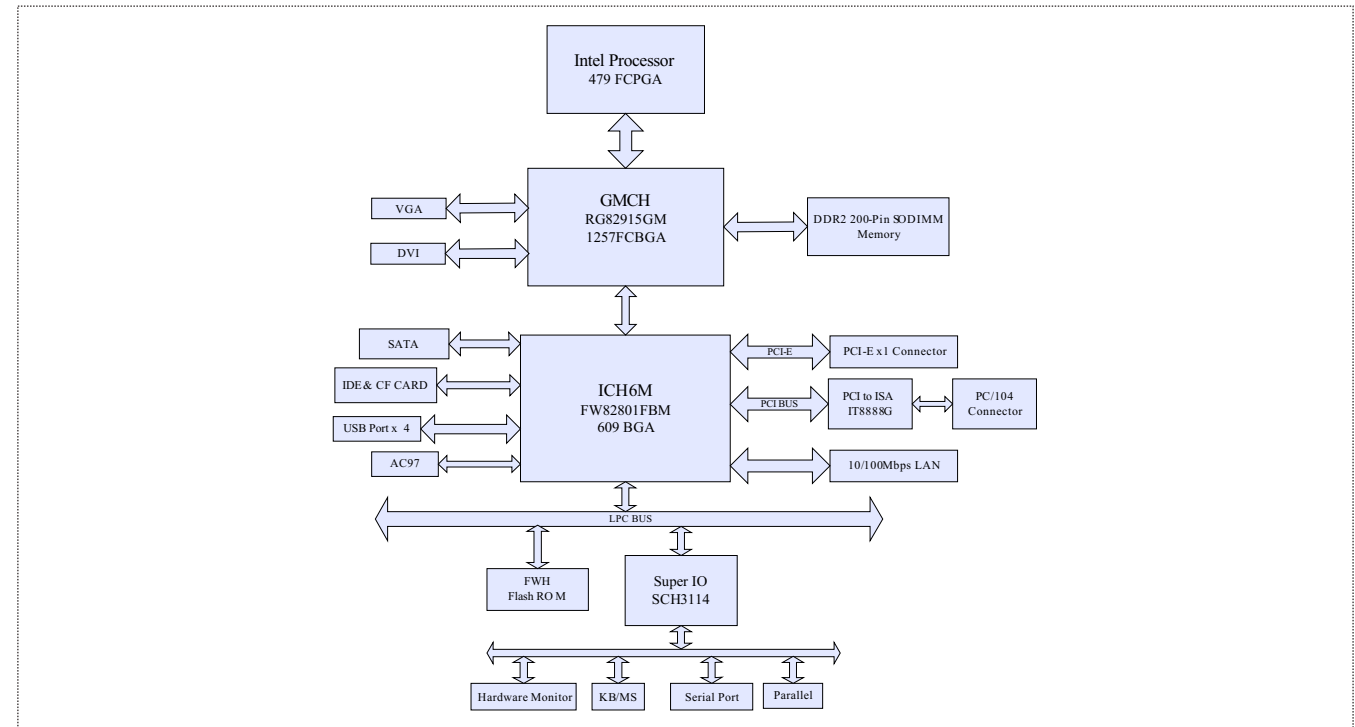 Intel Processor
479 FCPGA
GMCH
RG82915GM
1257FCBGA
VGA
DVI
DDR2 200-Pin SODIMM
Memory
SATA
IDE & CF CARD
USB Port x 4
AC97
ICH6M
FW82801FBM
609 BGA
PCI-E
PCI-E x1 Connector
PCI BUS
PCI to ISA
IT8888G
PC/104
Connector
10/100Mbps LAN
LPC BUS
FWH
Flash ROM
Super IO
SCH3114
Hardware Monitor
KB/MS
Serial Port
Parallel